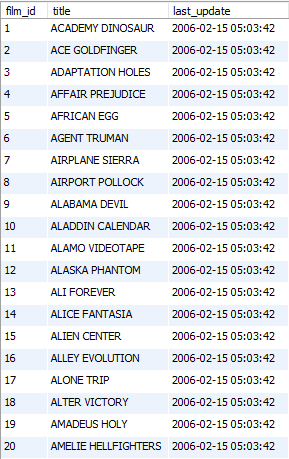 film_id title last_update
1 ACADEMY DINOSAUR 2006-02-15 05:03:42
2 ACE GOLDFINGER 2006-02-15 05:03:42
3 ADAPTATION HOLES 2006-02-15 05:03:42
4 AFFAIR PREJUDICE 2006-02-15 05:03:42
5 AFRICAN EGG 2006-02-15 05:03:42
6 AGENT TRUMAN 2006-02-15 05:03:42
7 AIRPLANE SIERRA 2006-02-15 05:03:42
8 AIRPORT POLLOCK 2006-02-15 05:03:42
9 ALABAMA DEVIL 2006-02-15 05:03:42
10 ALADDIN CALENDAR 2006-02-15 05:03:42
11 ALAMO VIDEOTAPE 2006-02-15 05:03:42
12 ALASKA PHANTOM 2006-02-15 05:03:42
13 ALI FOREVER 2006-02-15 05:03:42
14 ALICE FANTASIA 2006-02-15 05:03:42
15 ALIEN CENTER 2006-02-15 05:03:42
16 ALLEY EVOLUTION 2006-02-15 05:03:42
17 ALONE TRIP 2006-02-15 05:03:42
18 ALTER VICTORY 2006-02-15 05:03:42
19 AMADEUS HOLY 2006-02-15 05:03:42
20 AMELIE HELLFIGHTERS 2006-02-15 05:03:42